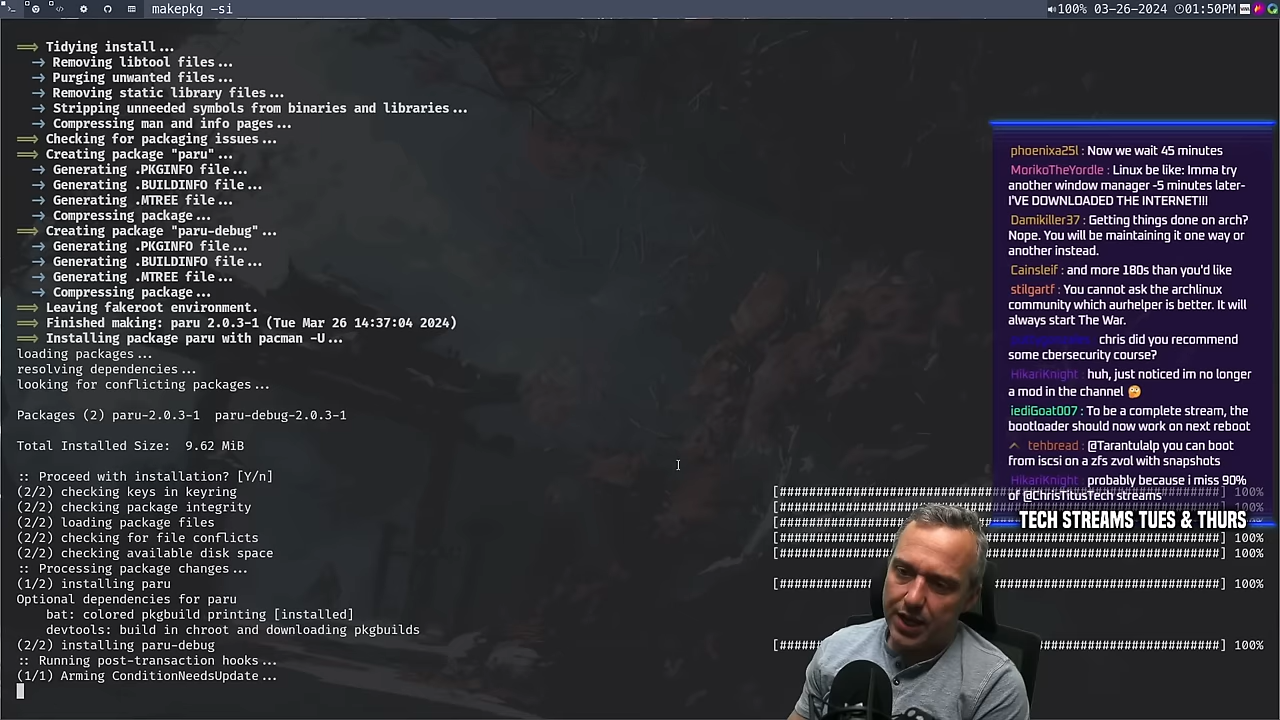 makepkg -si
100% 03-26-2024 01:50PM
==> Tidying install...
-> Removing libtool files...
-> Purging unwanted files...
-> Removing static library files...
-> Stripping unneeded symbols from binaries and libraries...
-> Compressing man and info pages...
==> Checking for packaging issues...
==> Creating package "paru"...
-> Generating .PKGINFO file...
-> Generating .BUILDINFO file...
-> Generating .MTREE file...
-> Compressing package...
==> Creating package "paru-debug"...
-> Generating .PKGINFO file...
-> Generating .BUILDINFO file...
-> Generating .MTREE file...
-> Compressing package...
==> Leaving fakeroot environment.
==> Finished making: paru 2.0.3-1 (Tue Mar 26 14:37:04 2024)
==> Installing package paru with pacman -U...
loading packages...
resolving dependencies...
looking for conflicting packages...
Packages (2) paru-2.0.3-1 paru-debug-2.0.3-1
Total Installed Size: 9.62 MiB
:: Proceed with installation? [Y/n]
(2/2) checking keys in keyring [######################] 100%
(2/2) checking package integrity [######################] 100%
(2/2) loading package files [######################] 100%
(2/2) checking for file conflicts [######################] 100%
(2/2) checking available disk space [######################] 100%
:: Processing package changes...
(1/2) installing paru [######################] 100%
Optional dependencies for paru
bat: colored pkgbuild printing [installed]
devtools: build in chroot and downloading pkgbuilds
(2/2) installing paru-debug [######################] 100%
:: Running post-transaction hooks...
(1/1) Arming ConditionNeedsUpdate...
phoenixa25l : Now we wait 45 minutes
MorikoTheYordle : Linux be like: Imma try
another window manager -5 minutes later-
I'VE DOWNLOADED THE INTERNET!!!
Damikiller37 : Getting things done on arch?
Nope. You will be maintaining it one way or
another instead.
Cainsleif : and more 180s than you'd like
stilgartf : You cannot ask the archlinux
community which aurhelper is better. It will
always start The War.
chris did you recommend
some cbersecurity course?
HikariKnight : huh, just noticed im no longer
a mod in the channel 🤔
iediGoat007 : To be a complete stream, the
bootloader should now work on next reboot
tehbread : @Tarantulalp you can boot
from iscsi on a zfs zvol with snapshots
HikariKnight : probably because i miss 90%
of @ChrisTitusTech streams
TECH STREAMS TUES & THURS